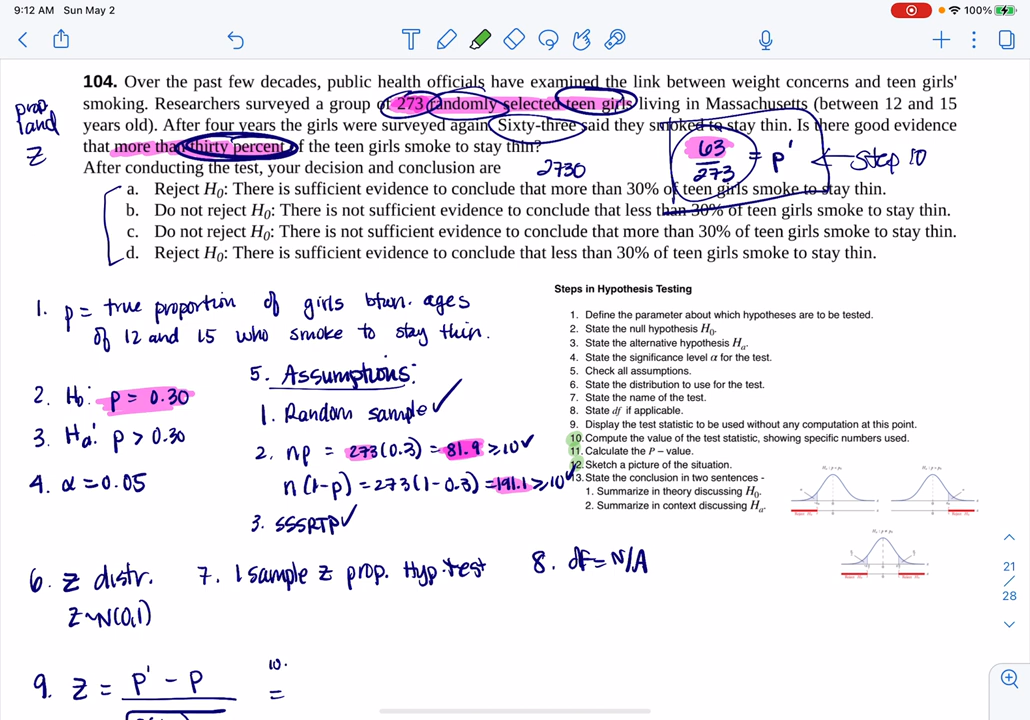 9:12 AM Sun May 2
100%
104. Over the past few decades, public health officials have examined the link between weight concerns and teen girls'
smoking. Researchers surveyed a group of 273 randomly selected teen girls living in Massachusetts (between 12 and 15
years old). After four years the girls were surveyed again. Sixty-three said they smoked to stay thin. Is there good evidence
that more than thirty percent of the teen girls smoke to stay thin?
After conducting the test, your decision and conclusion are
a. Reject H0: There is sufficient evidence to conclude that more than 30% of teen girls smoke to stay thin.
b. Do not reject H0: There is not sufficient evidence to conclude that less than 30% of teen girls smoke to stay thin.
c. Do not reject H0: There is not sufficient evidence to conclude that more than 30% of teen girls smoke to stay thin.
d. Reject H0: There is sufficient evidence to conclude that less than 30% of teen girls smoke to stay thin.
prop
1 and
Z
2730
63
273
= p'
step 10
1. p = true proportion of girls btwn. ages
of 12 and 15 who smoke to stay thin.
2. H0: p = 0.30
3. Ha: p > 0.30
4. α = 0.05
5. Assumptions:
1. Random sample ✓
2. np = 273(0.3) = 81.9 ≥ 10 ✓
n(1-p) = 273(1-0.3) = 191.1 ≥ 10 ✓
3. SSSRTP ✓
Steps in Hypothesis Testing
1. Define the parameter about which hypotheses are to be tested.
2. State the null hypothesis H0.
3. State the alternative hypothesis Ha.
4. State the significance level α for the test.
5. Check all assumptions.
6. State the distribution to use for the test.
7. State the name of the test.
8. State df if applicable.
9. Display the test statistic to be used without any computation at this point.
10. Compute the value of the test statistic, showing specific numbers used.
11. Calculate the P – value.
12. Sketch a picture of the situation.
13. State the conclusion in two sentences -
1. Summarize in theory discussing H0.
2. Summarize in context discussing Ha.
6. Z distr.
Z~N(0,1)
7. 1 sample Z prop. Hyp. test
8. df = N/A
9. Z = p' - p
10.
=
21
/
28